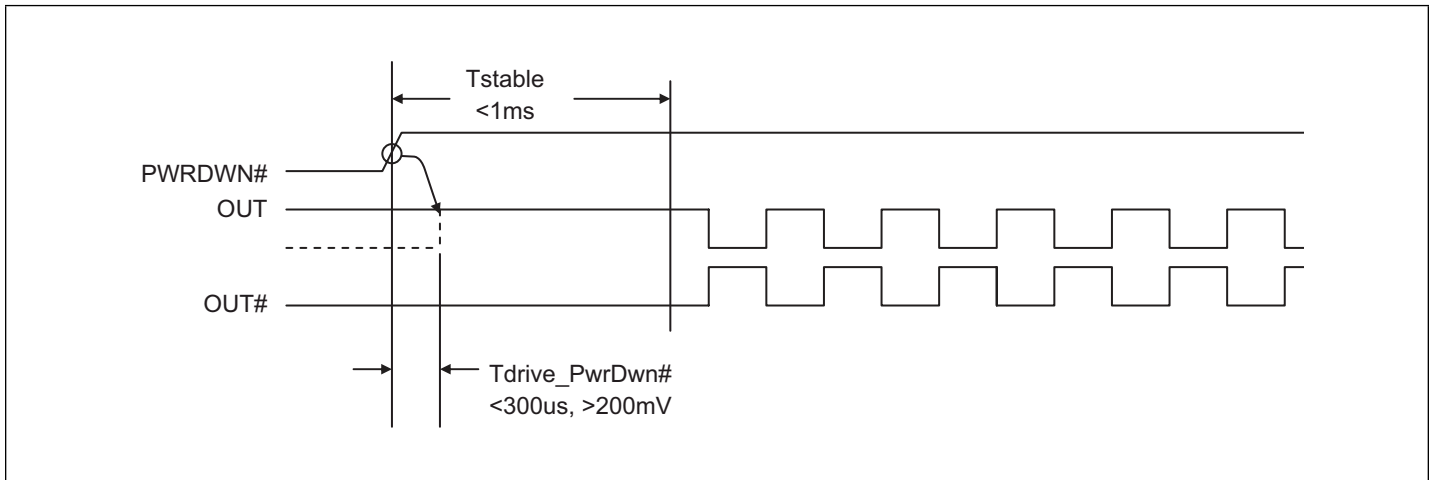 Tstable
<1ms
PWRDWN#
OUT
OUT#
Tdrive_PwrDwn#
<300us, >200mV